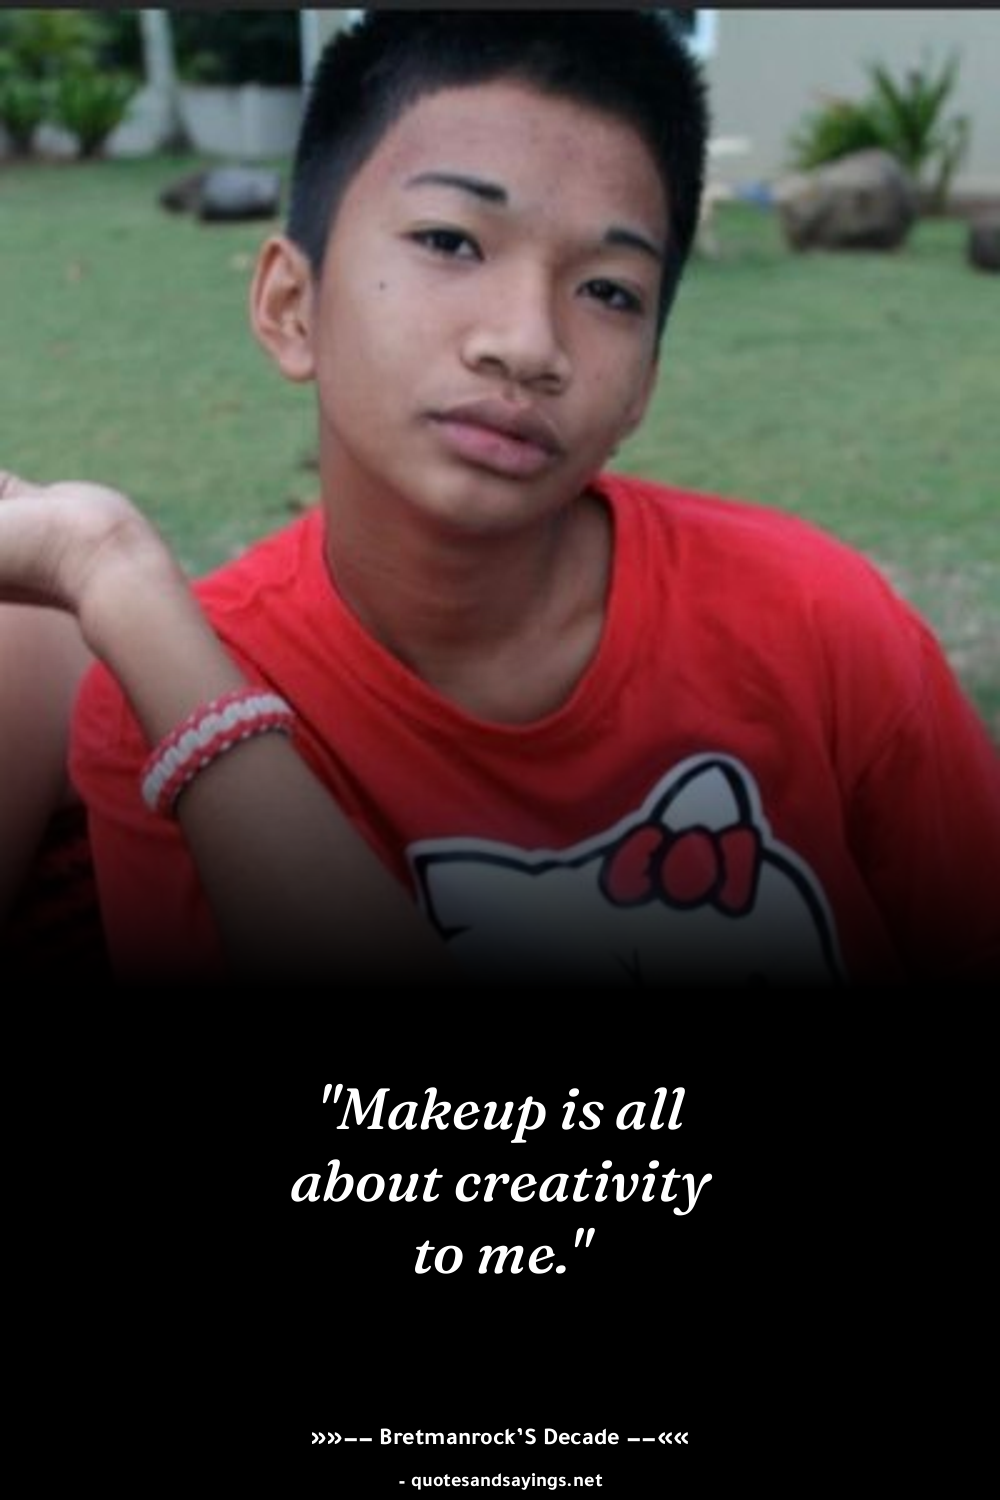 "Makeup is all
about creativity
to me."
»»−− Bretmanrock’S Decade −−««
- quotesandsayings.net